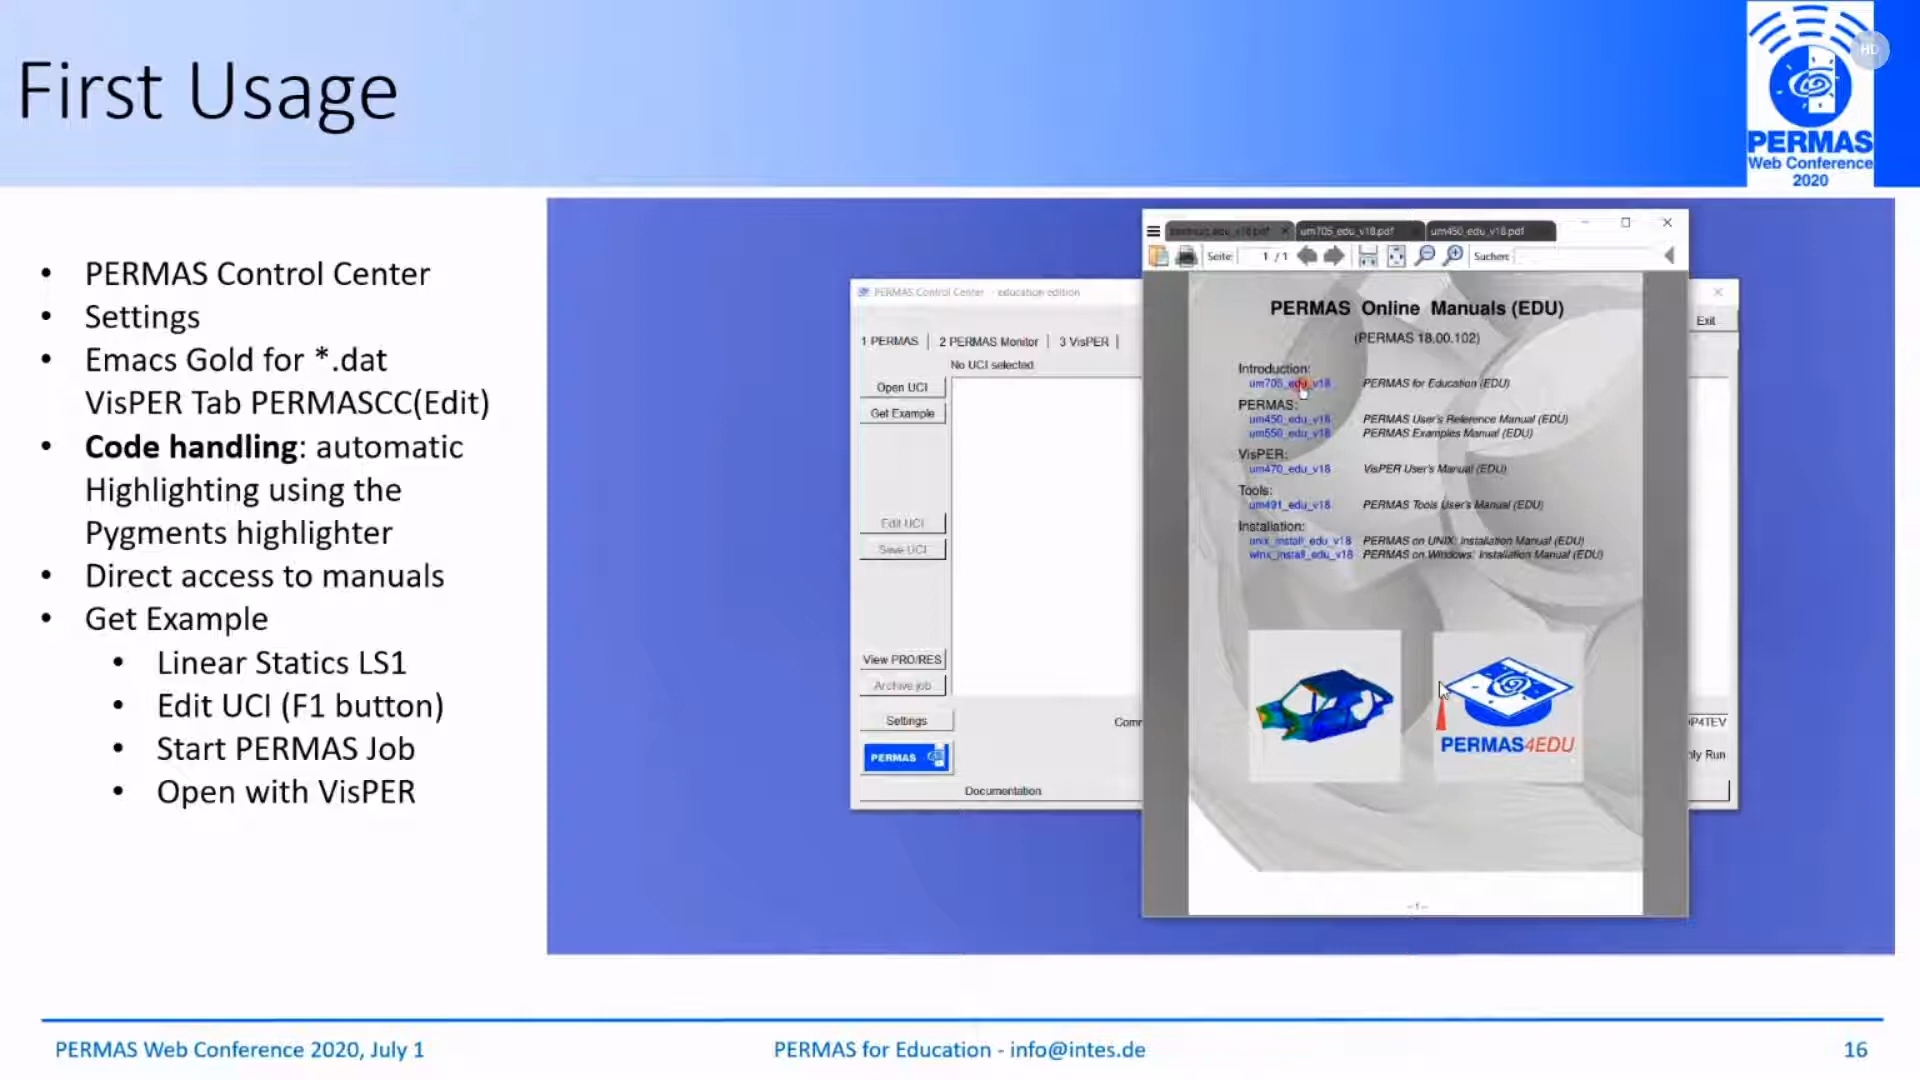 First Usage
HD
PERMAS
Web Conference
2020
• PERMAS Control Center
• Settings
• Emacs Gold for *.dat
VisPER Tab PERMASCC(Edit)
• Code handling: automatic
Highlighting using the
Pygments highlighter
• Direct access to manuals
• Get Example
• Linear Statics LS1
• Edit UCI (F1 button)
• Start PERMAS Job
• Open with VisPER
PERMAS Control Center - education edition
Exit
1 PERMAS | 2 PERMAS Monitor | 3 VisPER |
No UCI selected
Open UCI
Get Example
Edit UCI
Save UCI
View PRO/RES
Archive job
Settings
Comm
PERMAS
Documentation
um705_edu_v18.pdf
um450_edu_v18.pdf
Seite: 1 / 1
Suchen:
PERMAS Online Manuals (EDU)
(PERMAS 18.00.102)
Introduction:
um705_edu_v18 PERMAS for Education (EDU)
PERMAS:
um450_edu_v18 PERMAS User's Reference Manual (EDU)
um550_edu_v18 PERMAS Examples Manual (EDU)
VisPER:
um470_edu_v18 VisPER User's Manual (EDU)
Tools:
um491_edu_v18 PERMAS Tools User's Manual (EDU)
Installation:
unix_install_edu_v18 PERMAS on UNIX: Installation Manual (EDU)
winx_install_edu_v18 PERMAS on Windows: Installation Manual (EDU)
PERMAS4EDU
– 1 –
PERMAS Web Conference 2020, July 1
PERMAS for Education - info@intes.de
16